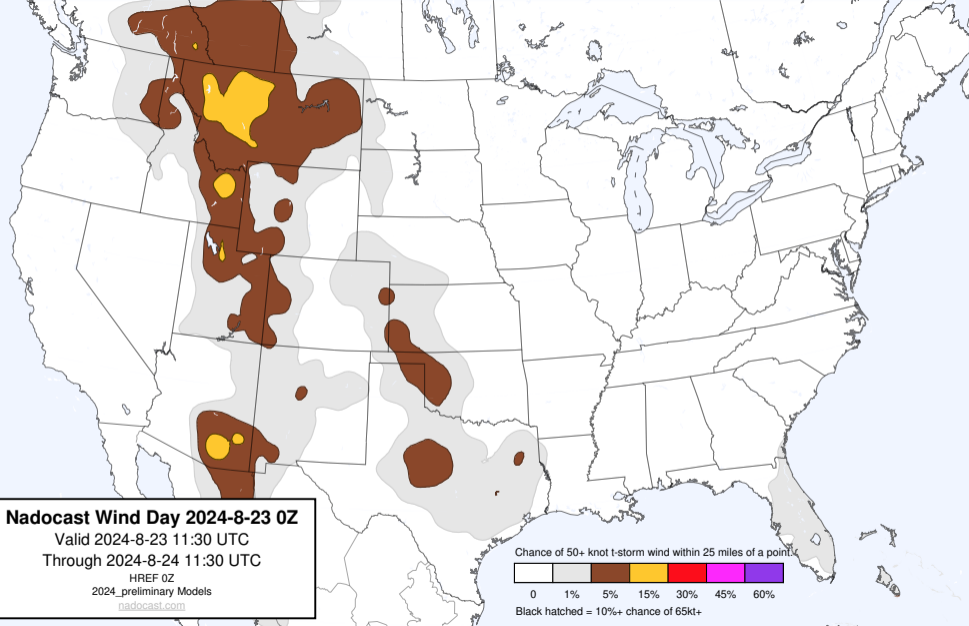 Nadocast Wind Day 2024-8-23 0Z
Valid 2024-8-23 11:30 UTC
Through 2024-8-24 11:30 UTC
HREF 0Z
2024_preliminary Models
nadocast.com
Chance of 50+ knot t-storm wind within 25 miles of a point.
0 1% 5% 15% 30% 45% 60%
Black hatched = 10%+ chance of 65kt+